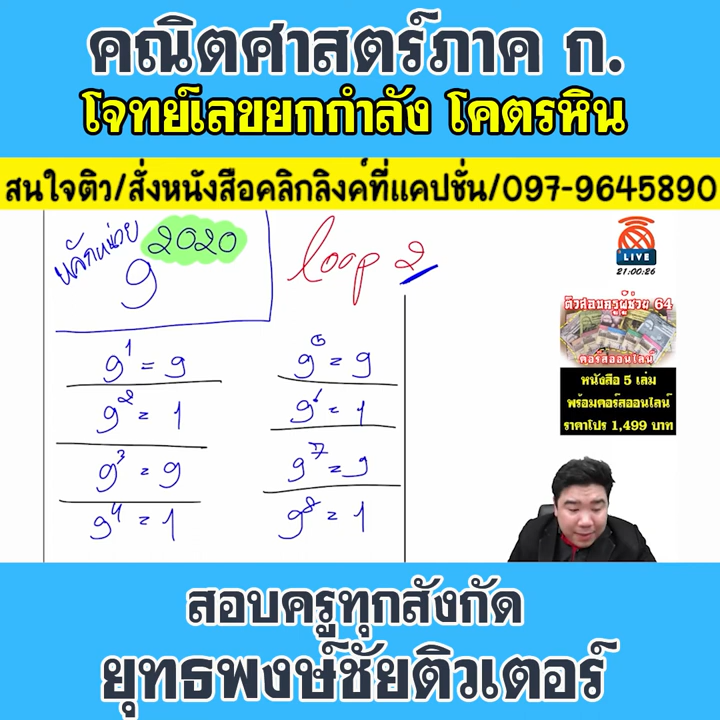 คณิตศาสตร์ภาค ก.
โจทย์เลขยกกำลัง โคตรหิน
สนใจติว/สั่งหนังสือคลิกลิงค์ที่แคปชั่น/097-9645890
หลักหน่วย 9^2020
loop 2
LIVE
21:00:26
ติวสอบครูผู้ช่วย 64
คอร์สออนไลน์
หนังสือ 5 เล่ม
พร้อมคอร์สออนไลน์
ราคาโปร 1,499 บาท
9^1 = 9
9^2 = 1
9^3 = 9
9^4 = 1
9^5 = 9
9^6 = 1
9^7 = 9
9^8 = 1
สอบครูทุกสังกัด
ยุทธพงษ์ชัยติวเตอร์